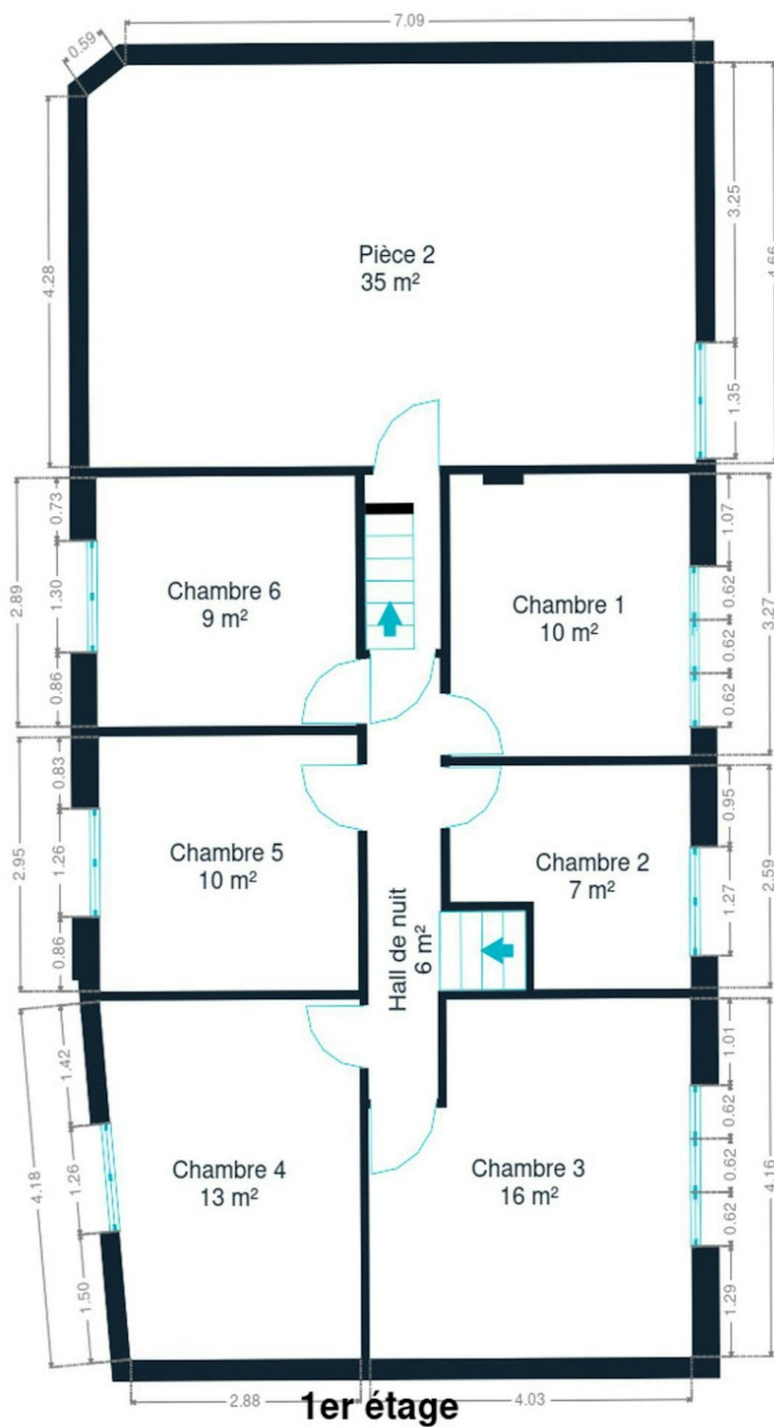 7.09
0.59
3.25
4.66
4.28
Pièce 2
35 m²
1.35
0.73
1.07
2.89
1.30
Chambre 6
9 m²
Chambre 1
10 m²
0.62
0.62
0.62
3.27
0.86
0.83
0.95
2.95
1.26
Chambre 5
10 m²
Chambre 2
7 m²
1.27
2.59
0.86
Hall de nuit
6 m²
1.42
1.01
4.18
1.26
Chambre 4
13 m²
Chambre 3
16 m²
0.62
0.62
0.62
4.16
1.50
1.29
2.88
4.03
1er étage